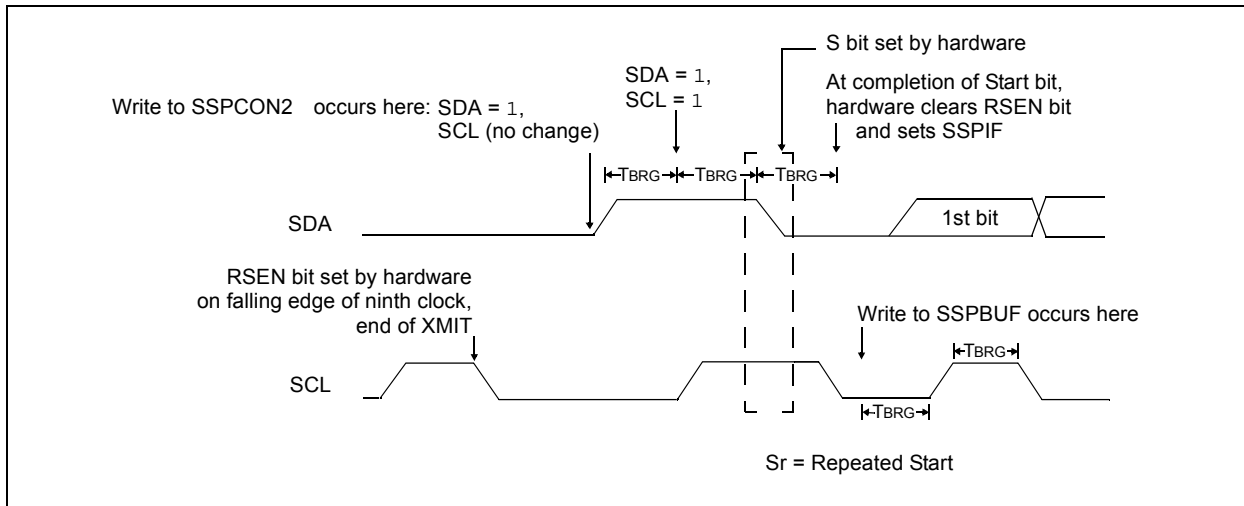 S bit set by hardware
SDA = 1,
SCL = 1
At completion of Start bit,
hardware clears RSEN bit
and sets SSPIF
Write to SSPCON2 occurs here: SDA = 1,
SCL (no change)
TBRG TBRG TBRG
SDA
1st bit
RSEN bit set by hardware
on falling edge of ninth clock,
end of XMIT
Write to SSPBUF occurs here
TBRG
SCL
TBRG
Sr = Repeated Start